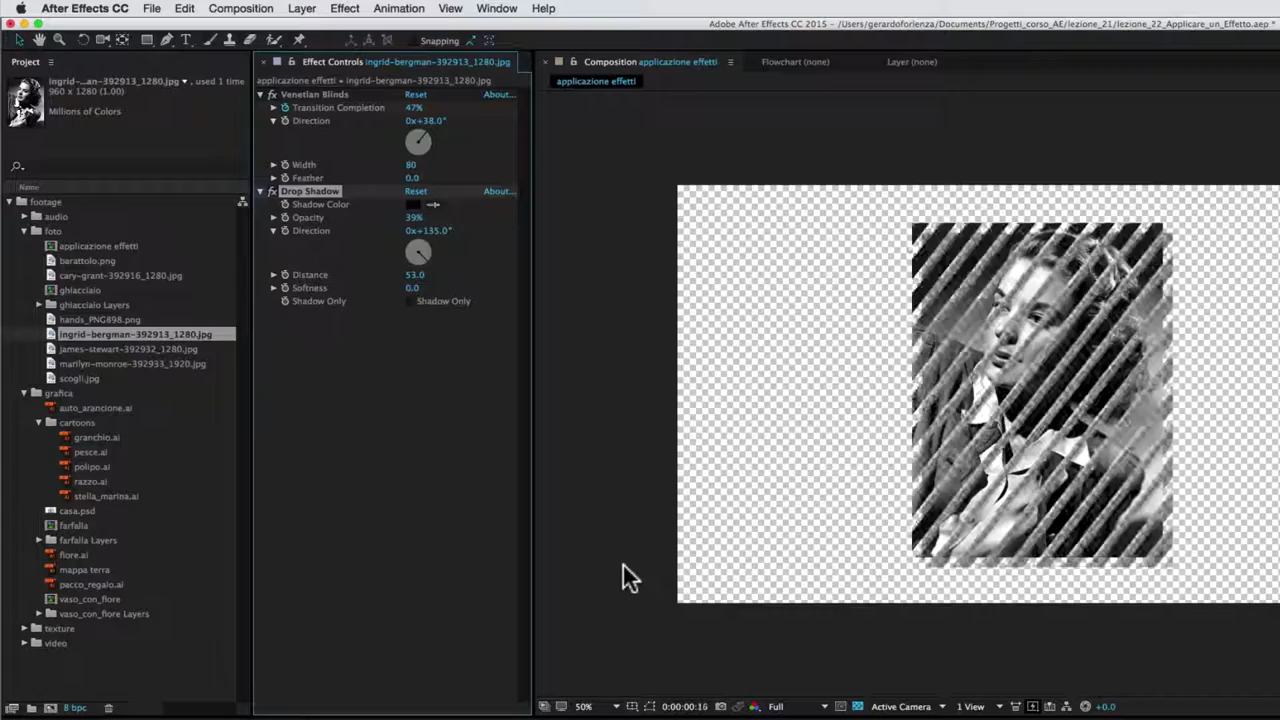 After Effects CC File Edit Composition Layer Effect Animation View Window Help
Adobe After Effects CC 2015 - /Users/gerardoforlenza/Documents/Progetti_corso_AE/lezione_21/lezione_22_Applicare_un_Effetto.aep *
Snapping
Project
ingrid-...an-392913_1280.jpg, used 1 time
960 x 1280 (1.00)
Millions of Colors
Name
footage
audio
foto
applicazione effetti
barattolo.png
cary-grant-392916_1280.jpg
ghiacciaio
ghiacciaio Layers
hands_PNG898.png
ingrid-bergman-392913_1280.jpg
james-stewart-392932_1280.jpg
marilyn-monroe-392933_1920.jpg
scogli.jpg
grafica
auto_arancione.ai
cartoons
granchio.ai
pesce.ai
polipo.ai
razzo.ai
stella_marina.ai
casa.psd
farfalla
farfalla Layers
fiore.ai
mappa terra
pacco_regalo.ai
vaso_con_fiore
vaso_con_fiore Layers
texture
video
8 bpc
Effect Controls ingrid-bergman-392913_1280.jpg
applicazione effetti • ingrid-bergman-392913_1280.jpg
fx Venetian Blinds Reset About...
Transition Completion 47%
Direction 0x+38.0°
Width 80
Feather 0.0
fx Drop Shadow Reset About...
Shadow Color
Opacity 39%
Direction 0x+135.0°
Distance 53.0
Softness 0.0
Shadow Only Shadow Only
Composition applicazione effetti Flowchart (none) Layer (none)
applicazione effetti
50% 0:00:00:16 Full Active Camera 1 View +0.0